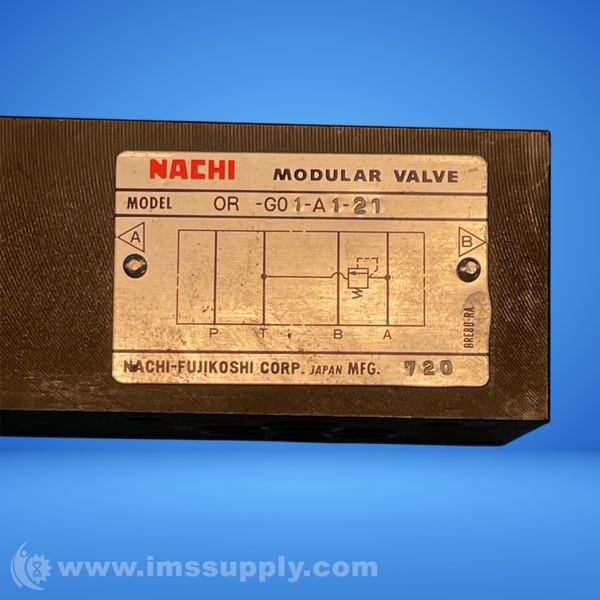 NACHI MODULAR VALVE
MODEL OR -G01-A1-21
A B
P T B A
BRE80-RA
NACHI-FUJIKOSHI CORP. JAPAN MFG. 720
www.imssupply.com